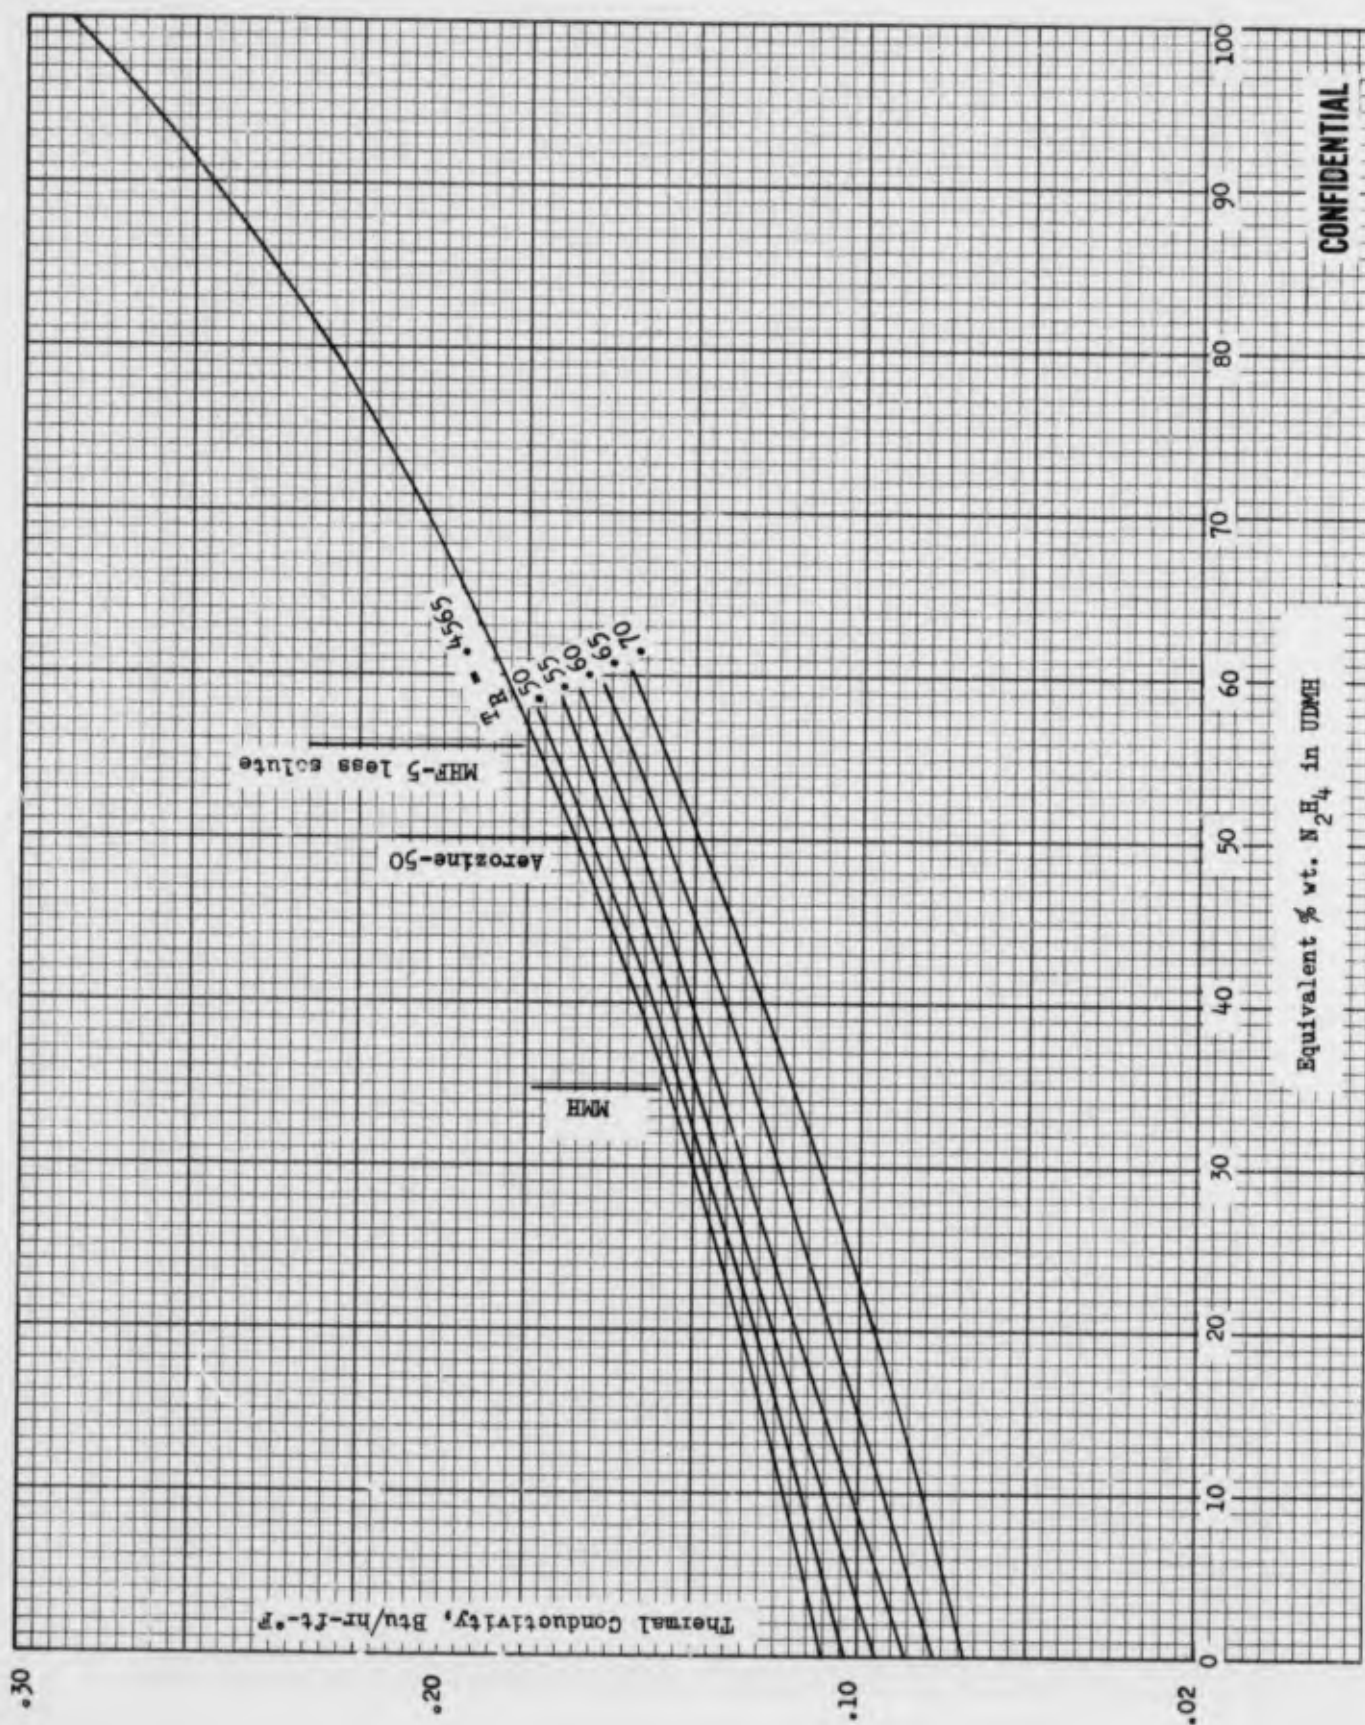 .30
.20
.10
.02
Thermal Conductivity, Btu/hr-ft-°F
T_R = .4565
.50
.55
.60
.65
.70
MHF-5 less solute
Aerozine-50
MMH
0 10 20 30 40 50 60 70 80 90 100
Equivalent % wt. N₂H₄ in UDMH
CONFIDENTIAL